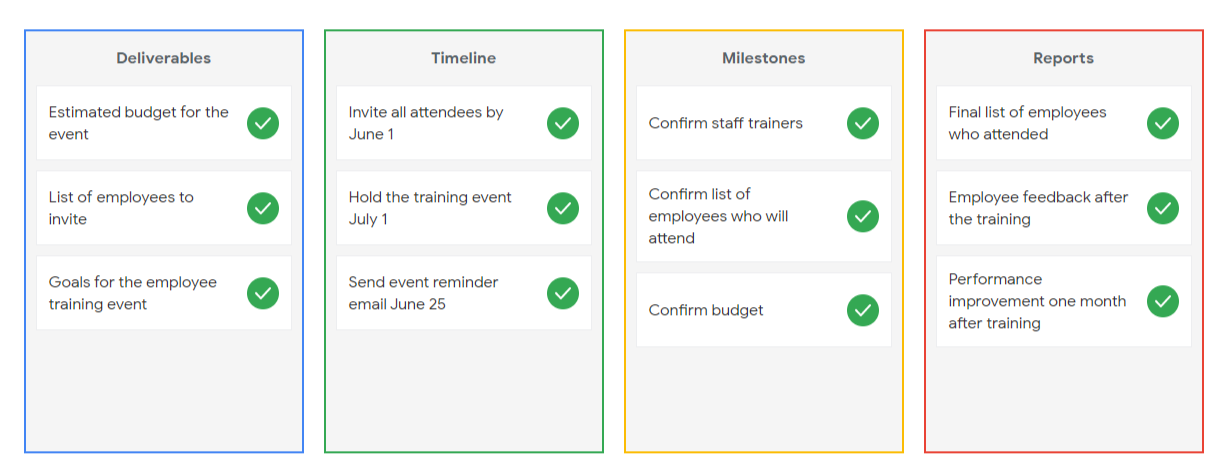 Deliverables
Estimated budget for the
event
List of employees to
invite
Goals for the employee
training event
Timeline
Invite all attendees by
June 1
Hold the training event
July 1
Send event reminder
email June 25
Milestones
Confirm staff trainers
Confirm list of
employees who will
attend
Confirm budget
Reports
Final list of employees
who attended
Employee feedback after
the training
Performance
improvement one month
after training